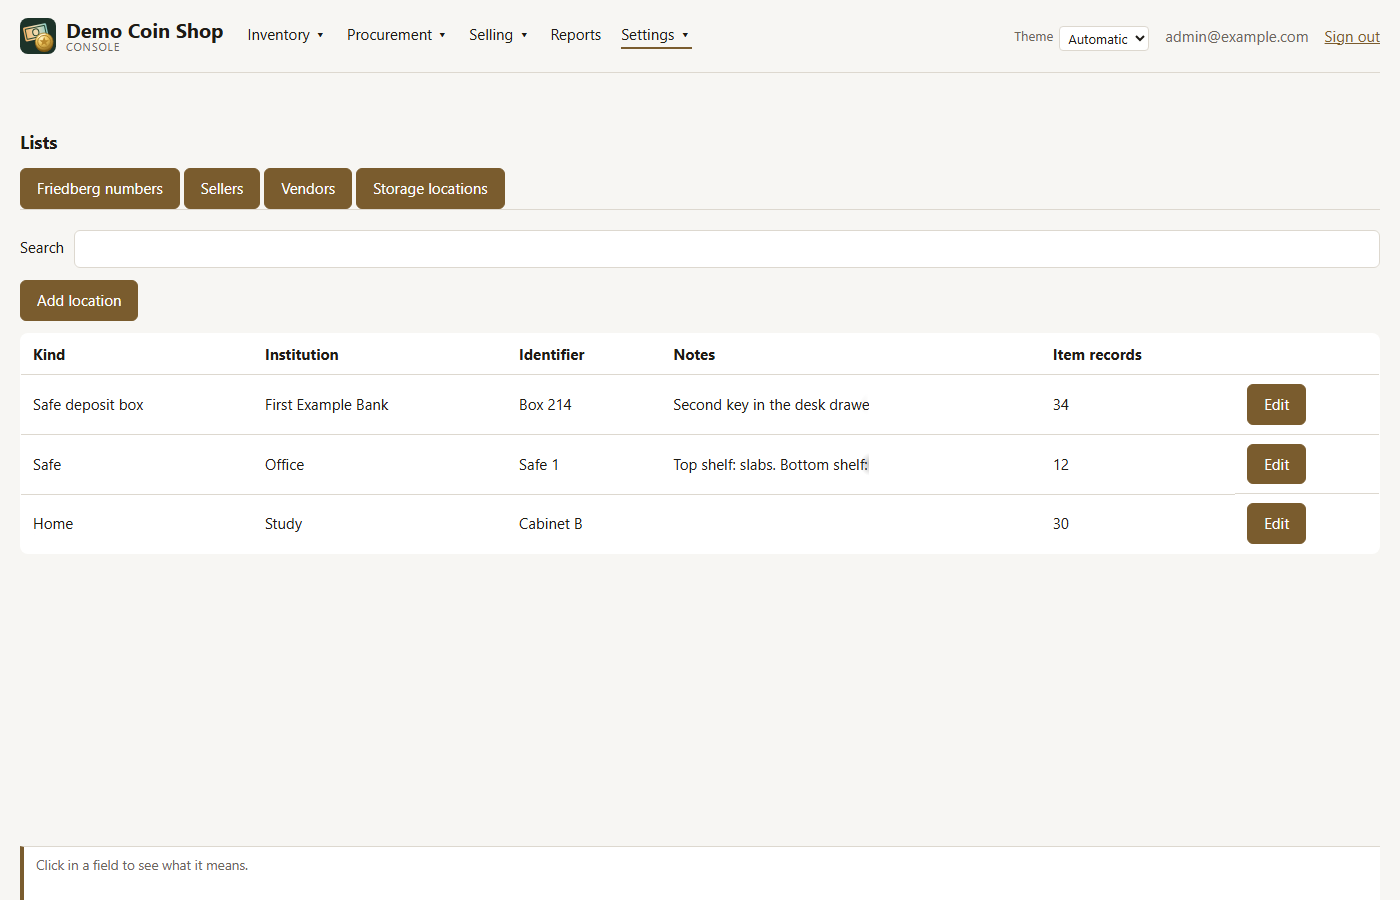 Demo Coin Shop
CONSOLE
Inventory ▾ Procurement ▾ Selling ▾ Reports Settings ▾
Theme Automatic admin@example.com Sign out
Lists
Friedberg numbers Sellers Vendors Storage locations
Search
Add location
Kind Institution Identifier Notes Item records
Safe deposit box First Example Bank Box 214 Second key in the desk drawe 34 Edit
Safe Office Safe 1 Top shelf: slabs. Bottom shelf: 12 Edit
Home Study Cabinet B 30 Edit
Click in a field to see what it means.